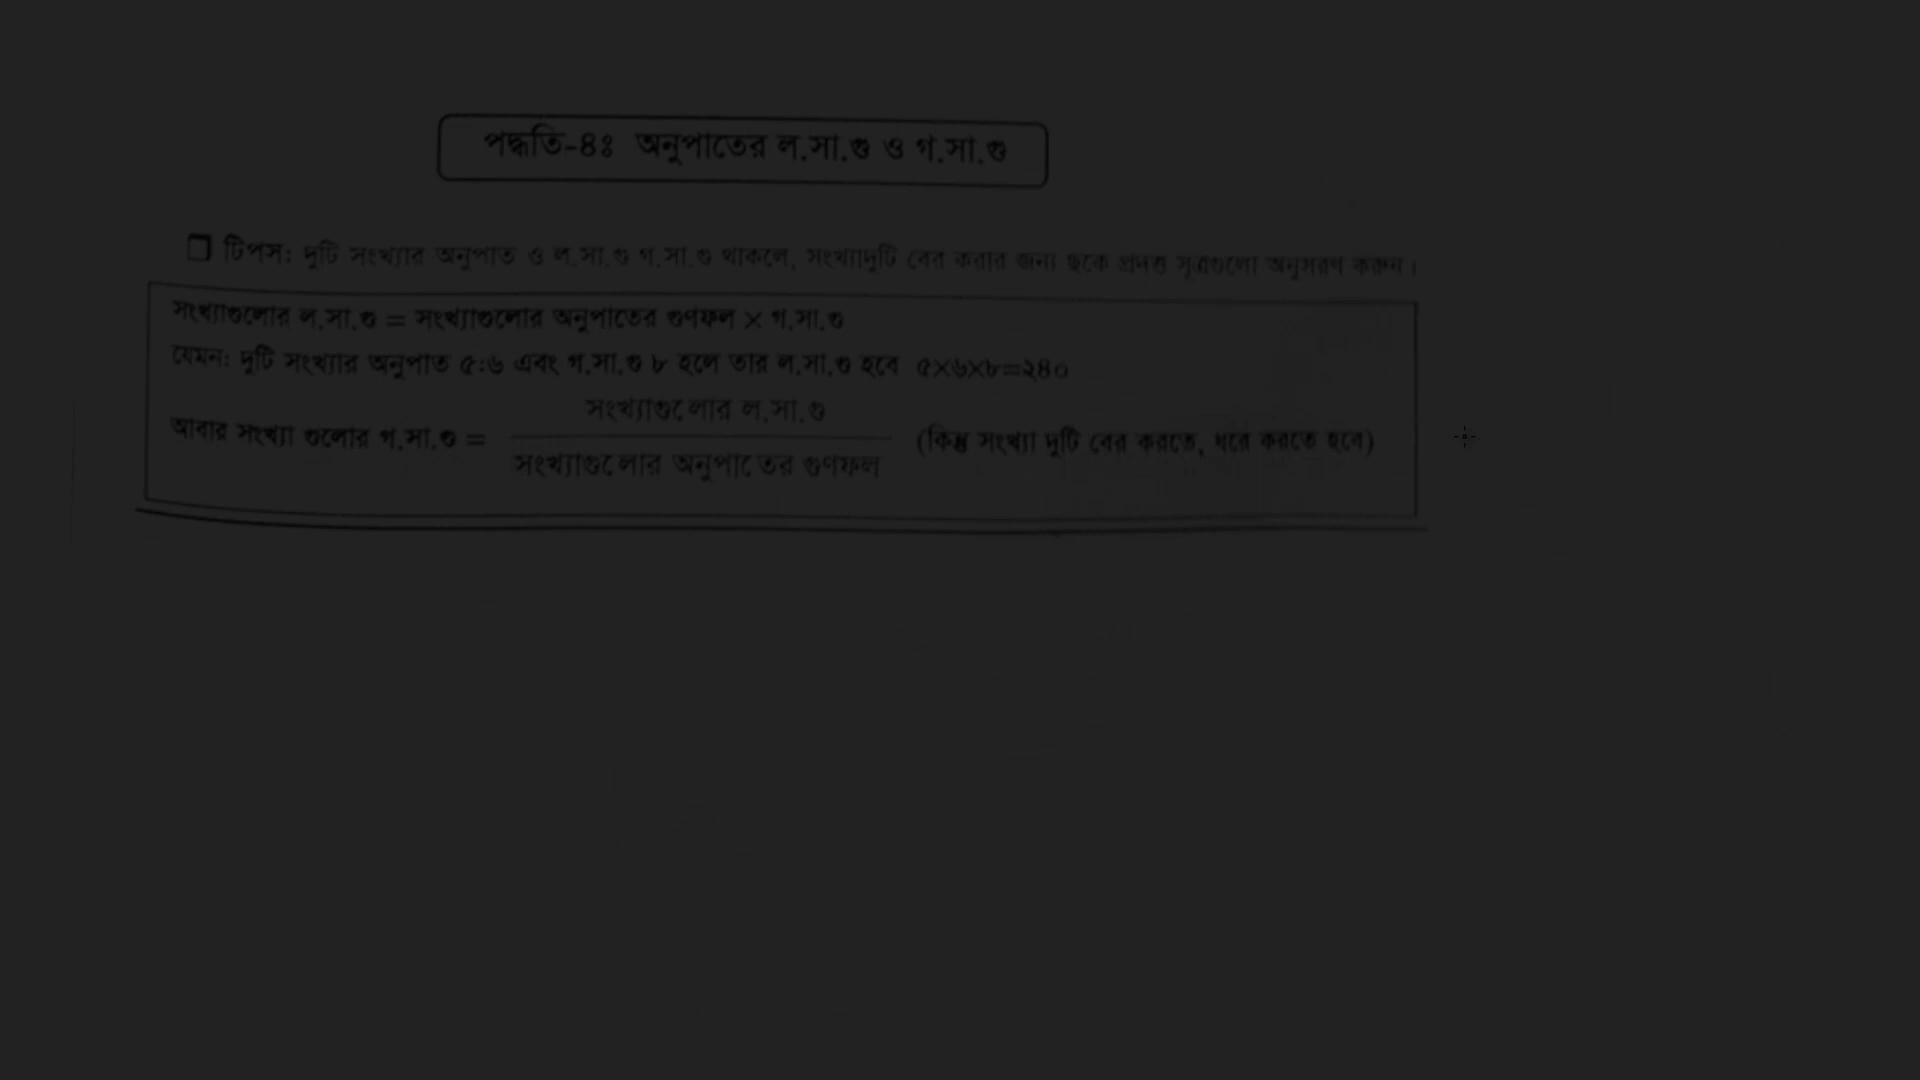 পদ্ধতি-৪ঃ অনুপাতের ল.সা.গু ও গ.সা.গু
❒ টিপস: দুটি সংখ্যার অনুপাত ও ল.সা.গু গ.সা.গু থাকলে, সংখ্যাদুটি বের করার জন্য ছকে প্রদত্ত সূত্রগুলো অনুসরণ করুন।
সংখ্যাগুলোর ল.সা.গু = সংখ্যাগুলোর অনুপাতের গুণফল × গ.সা.গু
যেমন: দুটি সংখ্যার অনুপাত ৫:৬ এবং গ.সা.গু ৮ হলে তার ল.সা.গু হবে ৫×৬×৮=২৪০
সংখ্যাগুলোর ল.সা.গু
আবার সংখ্যা গুলোর গ.সা.গু = (কিন্তু সংখ্যা দুটি বের করতে, ধরে করতে হবে)
সংখ্যাগুলোর অনুপাতের গুণফল